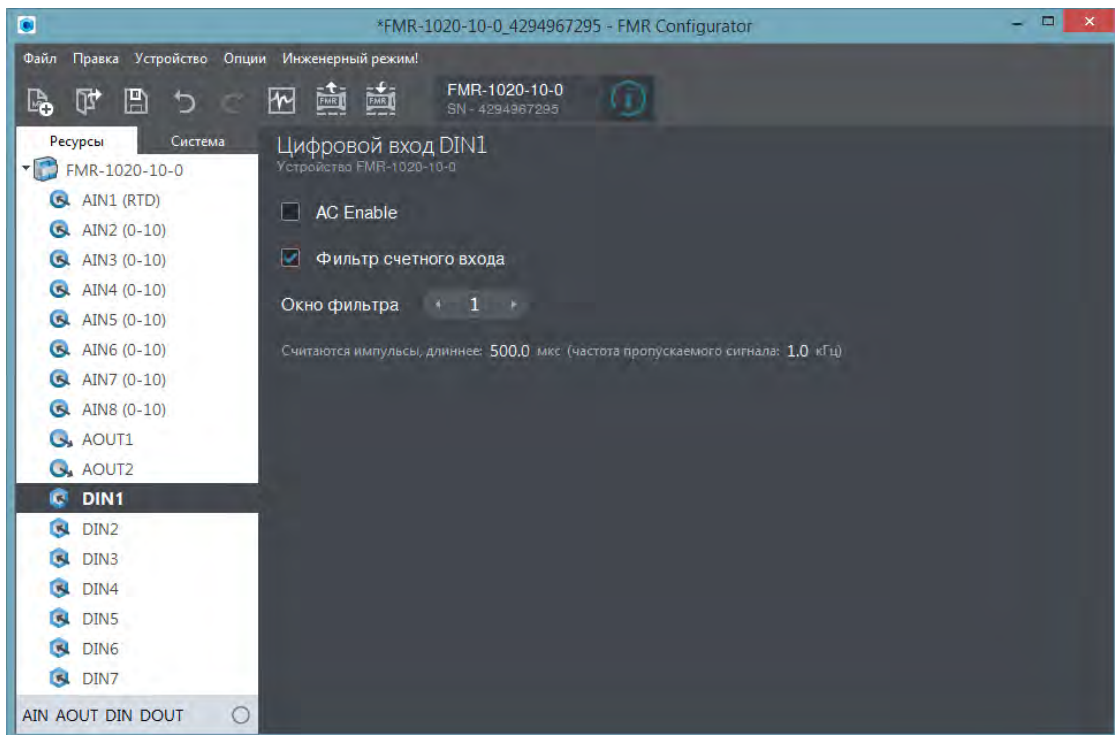 *FMR-1020-10-0_4294967295 - FMR Configurator
Файл Правка Устройство Опции Инженерный режим!
FMR-1020-10-0
SN - 4294967295
Ресурсы Система
FMR-1020-10-0
AIN1 (RTD)
AIN2 (0-10)
AIN3 (0-10)
AIN4 (0-10)
AIN5 (0-10)
AIN6 (0-10)
AIN7 (0-10)
AIN8 (0-10)
AOUT1
AOUT2
DIN1
DIN2
DIN3
DIN4
DIN5
DIN6
DIN7
AIN AOUT DIN DOUT
Цифровой вход DIN1
Устройство FMR-1020-10-0
AC Enable
Фильтр счетного входа
Окно фильтра 1
Считаются импульсы, длиннее: 500.0 мкс (частота пропускаемого сигнала: 1.0 кГц)